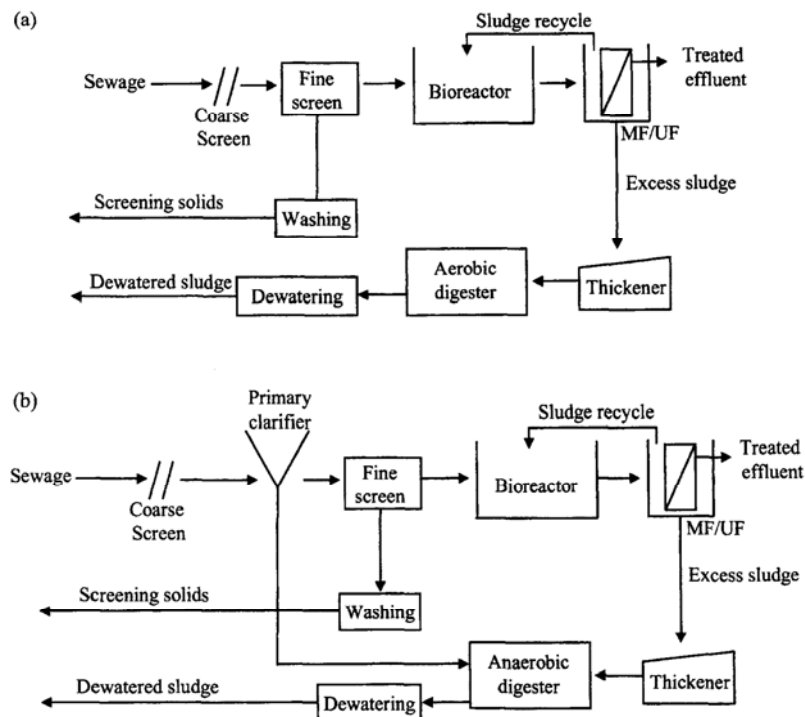 (a)
Sludge recycle
Sewage
Coarse
Screen
Fine
screen
Bioreactor
Treated
effluent
MF/UF
Excess sludge
Screening solids
Washing
Dewatered sludge
Dewatering
Aerobic
digester
Thickener
(b)
Primary
clarifier
Sludge recycle
Sewage
Coarse
Screen
Fine
screen
Bioreactor
Treated
effluent
MF/UF
Excess sludge
Screening solids
Washing
Anaerobic
digester
Thickener
Dewatered sludge
Dewatering